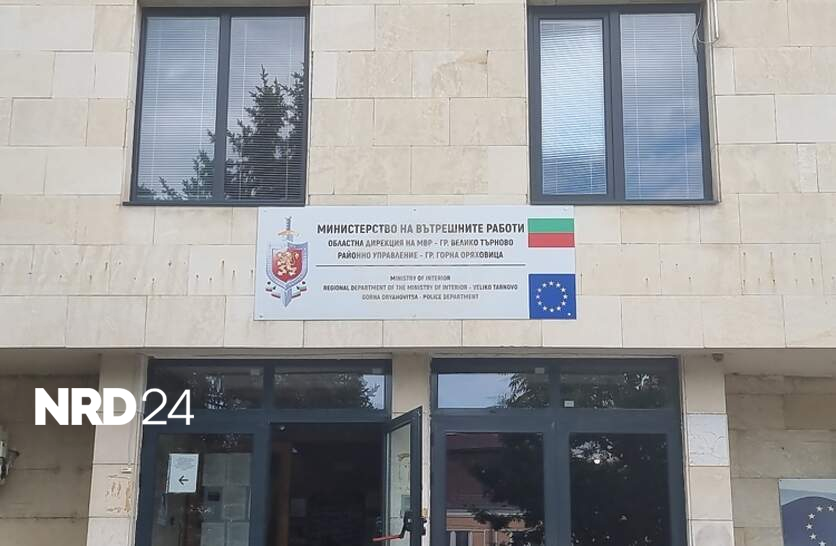 МИНИСТЕРСТВО НА ВЪТРЕШНИТЕ РАБОТИ
ОБЛАСТНА ДИРЕКЦИЯ НА МВР - ГР. ВЕЛИКО ТЪРНОВО
РАЙОННО УПРАВЛЕНИЕ - ГР. ГОРНА ОРЯХОВИЦА
MINISTRY OF INTERIOR
REGIONAL DEPARTMENT OF THE MINISTRY OF INTERIOR - VELIKO TARNOVO
GORNA ORYAHOVITSA - POLICE DEPARTMENT
NRD24